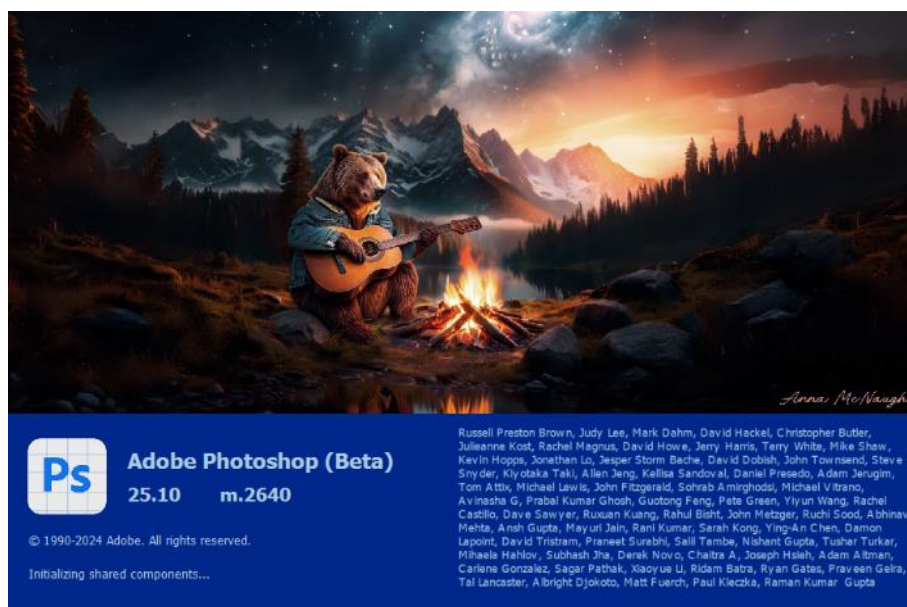 Anna McNaugh
Ps
Adobe Photoshop (Beta)
25.10 m.2640
© 1990-2024 Adobe. All rights reserved.
Initializing shared components...
Russell Preston Brown, Judy Lee, Mark Dahm, David Hackel, Christopher Butler,
Julieanne Kost, Rachel Magnus, David Howe, Jerry Harris, Terry White, Mike Shaw,
Kevin Hopps, Jonathan Lo, Jesper Storm Bache, David Dobish, John Townsend, Steve
Snyder, Kiyotaka Taki, Allen Jeng, Kellisa Sandoval, Daniel Presedo, Adam Jerugim,
Tom Attix, Michael Lewis, John Fitzgerald, Sohrab Amirghodsi, Michael Vitrano,
Avinasha G, Prabal Kumar Ghosh, Guotong Feng, Pete Green, Yiyun Wang, Rachel
Castillo, Dave Sawyer, Ruxuan Kuang, Rahul Bisht, John Metzger, Ruchi Sood, Abhinav
Mehta, Ansh Gupta, Mayuri Jain, Rani Kumar, Sarah Kong, Ying-An Chen, Damon
Lapoint, David Tristram, Praneet Surabhi, Salil Tambe, Nishant Gupta, Tushar Turkar,
Mihaela Hahlov, Subhash Jha, Derek Novo, Chaitra A, Joseph Hsieh, Adam Altman,
Carlene Gonzalez, Sagar Pathak, Xiaoyue Li, Ridam Batra, Ryan Gates, Praveen Gelra,
Tal Lancaster, Albright Djokoto, Matt Fuerch, Paul Kleczka, Raman Kumar Gupta